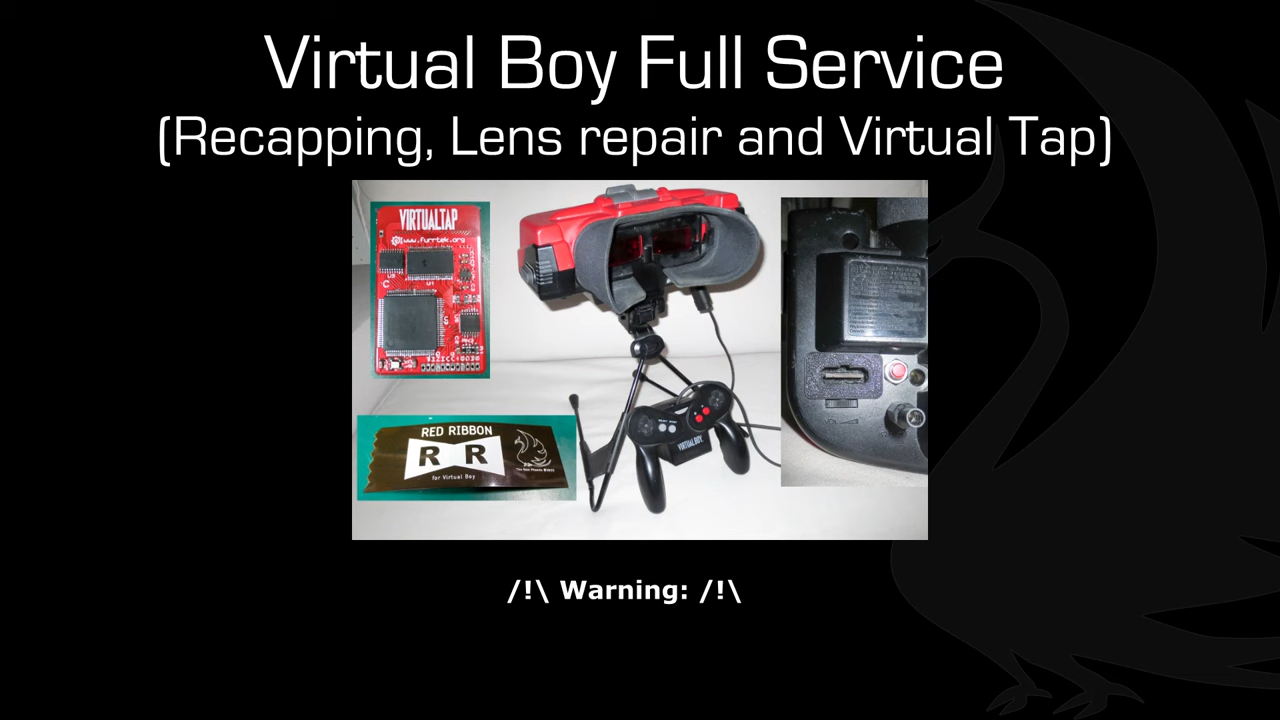 Virtual Boy Full Service
(Recapping, Lens repair and Virtual Tap)
VIRTUALTAP
www.furrtek.org
RED RIBBON
R R
for Virtual Boy
VIRTUAL BOY
/!\ Warning: /!\